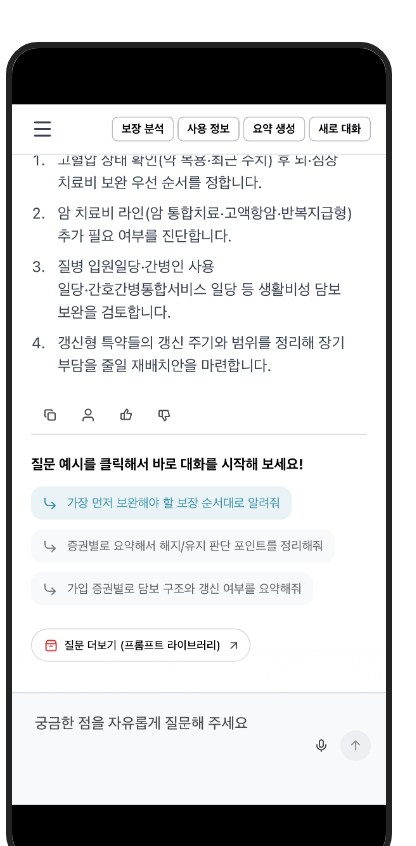 보장 분석
사용 정보
요약 생성
새로 대화
1. 고혈압 상태 확인(약 복용·최근 수치) 후 뇌·심장
치료비 보완 우선 순서를 정합니다.
2. 암 치료비 라인(암 통합치료·고액항암·반복지급형)
추가 필요 여부를 진단합니다.
3. 질병 입원일당·간병인 사용
일당·간호간병통합서비스 일당 등 생활비성 담보
보완을 검토합니다.
4. 갱신형 특약들의 갱신 주기와 범위를 정리해 장기
부담을 줄일 재배치안을 마련합니다.
질문 예시를 클릭해서 바로 대화를 시작해 보세요!
가장 먼저 보완해야 할 보장 순서대로 알려줘
증권별로 요약해서 해지/유지 판단 포인트를 정리해줘
가입 증권별로 담보 구조와 갱신 여부를 요약해줘
질문 더보기 (프롬프트 라이브러리)
궁금한 점을 자유롭게 질문해 주세요